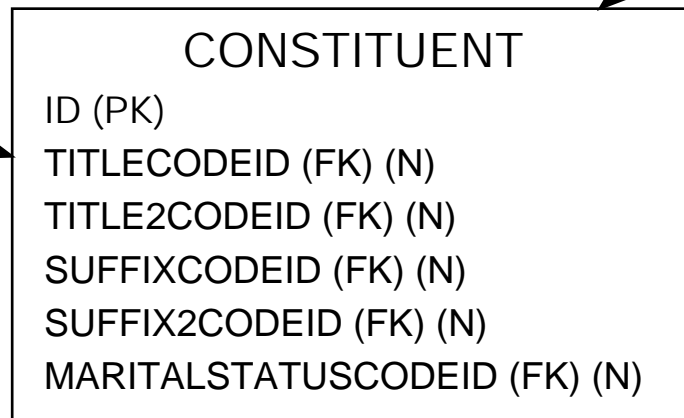 CONSTITUENT
ID (PK)
TITLECODEID (FK) (N)
TITLE2CODEID (FK) (N)
SUFFIXCODEID (FK) (N)
SUFFIX2CODEID (FK) (N)
MARITALSTATUSCODEID (FK) (N)